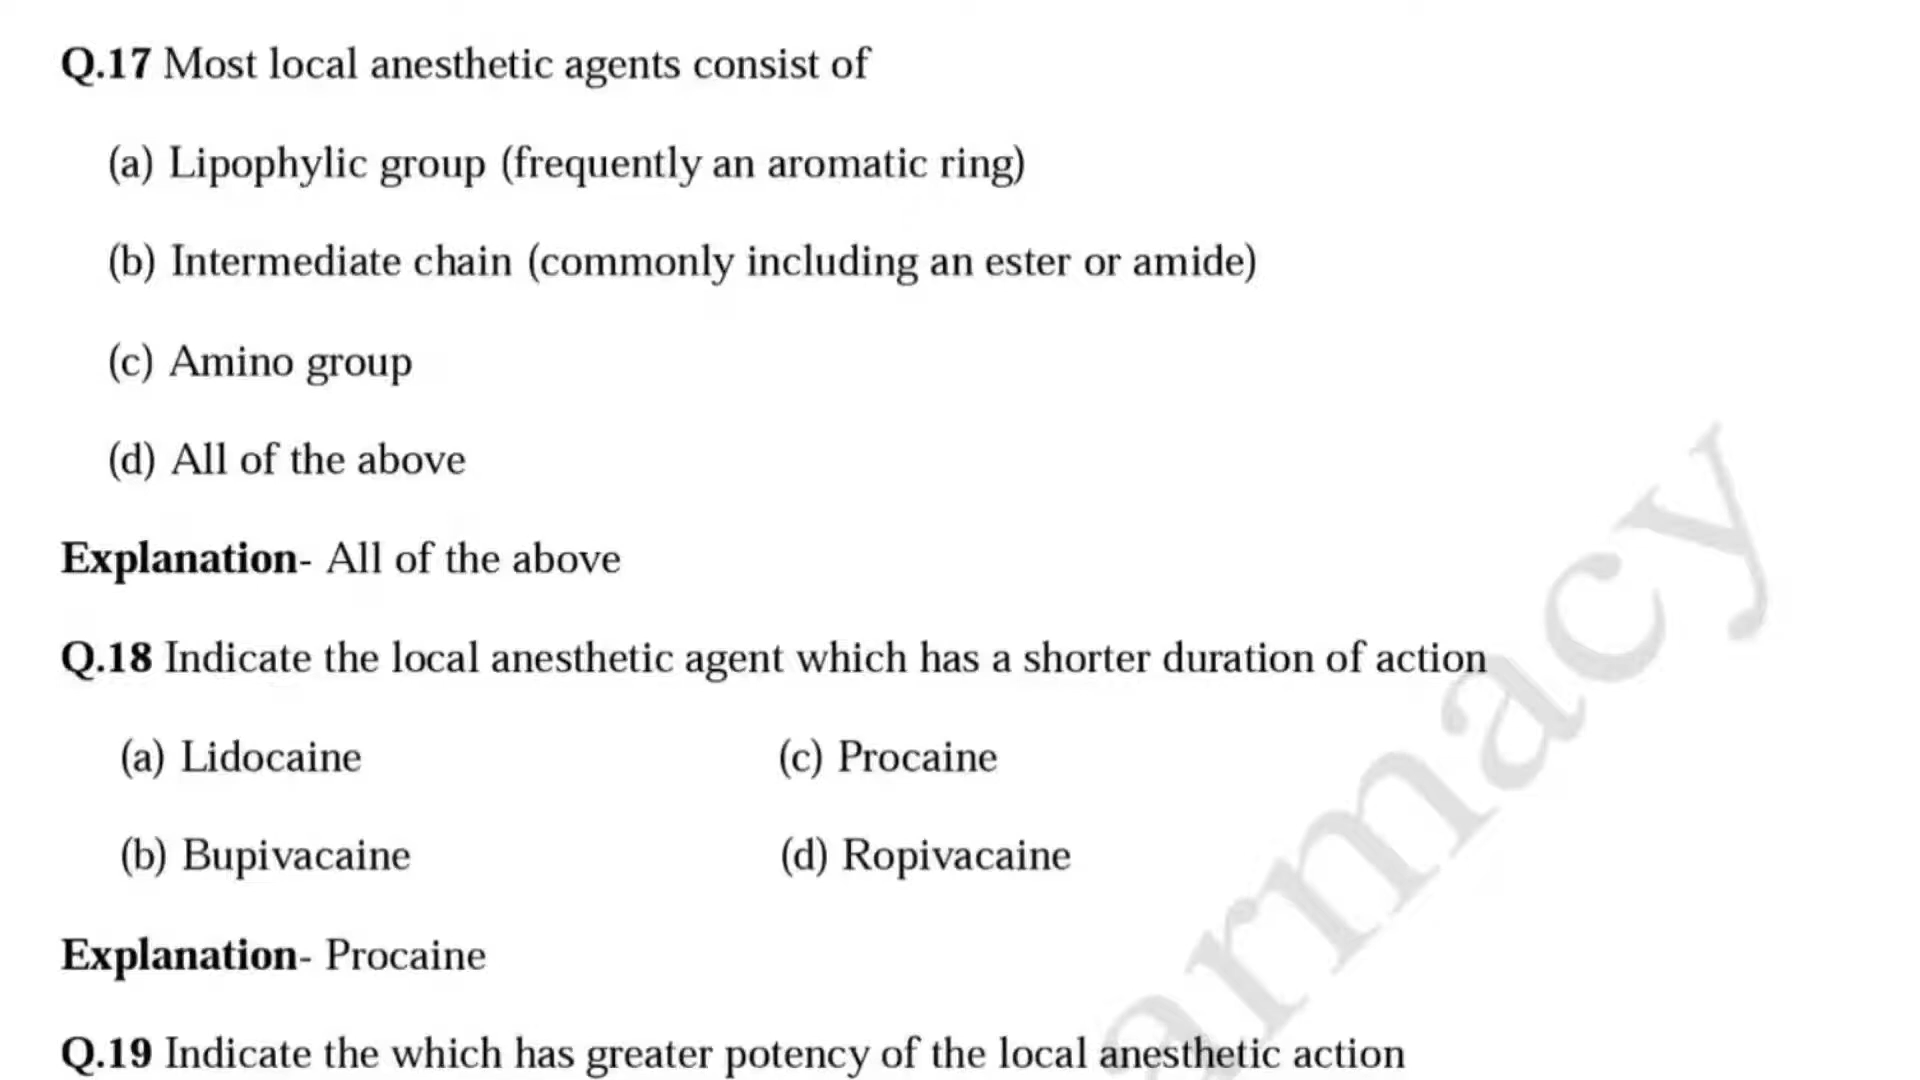 Q.17 Most local anesthetic agents consist of
(a) Lipophylic group (frequently an aromatic ring)
(b) Intermediate chain (commonly including an ester or amide)
(c) Amino group
(d) All of the above
Explanation- All of the above
Q.18 Indicate the local anesthetic agent which has a shorter duration of action
(a) Lidocaine (c) Procaine
(b) Bupivacaine (d) Ropivacaine
Explanation- Procaine
Q.19 Indicate the which has greater potency of the local anesthetic action
armacy